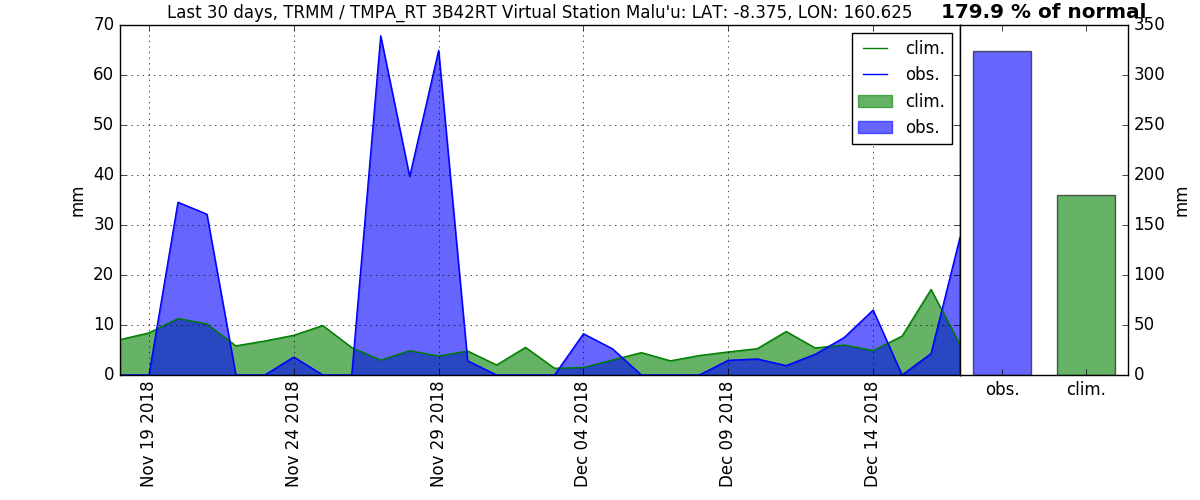 Last 30 days, TRMM / TMPA_RT 3B42RT Virtual Station Malu'u: LAT: -8.375, LON: 160.625
179.9 % of normal
70
60
50
40
30
20
10
0
mm
clim.
obs.
clim.
obs.
Nov 19 2018
Nov 24 2018
Nov 29 2018
Dec 04 2018
Dec 09 2018
Dec 14 2018
350
300
250
200
150
100
50
0
mm
obs.
clim.